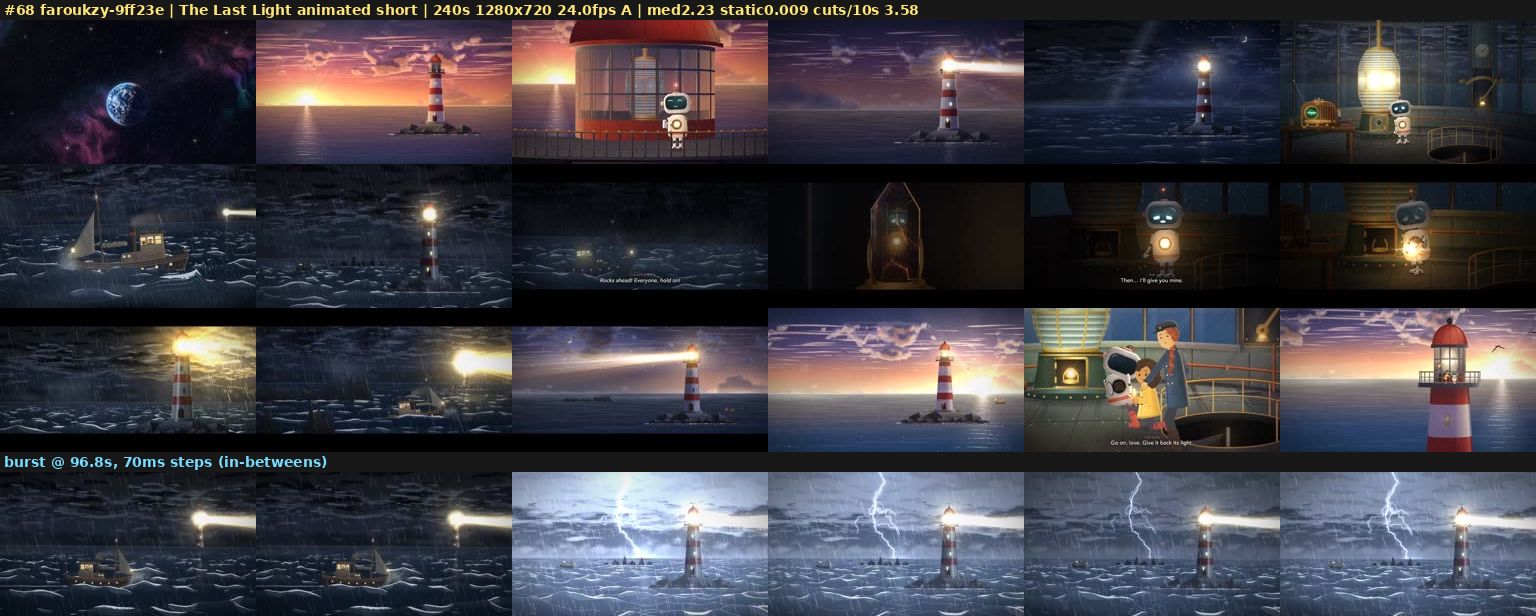 #68 faroukzy-9ff23e | The Last Light animated short | 240s 1280x720 24.0fps A | med2.23 static0.009 cuts/10s 3.58
Rocks ahead! Everyone, hold on!
Then... I'll give you mine.
Go on, love. Give it back its light.
burst @ 96.8s, 70ms steps (in-betweens)